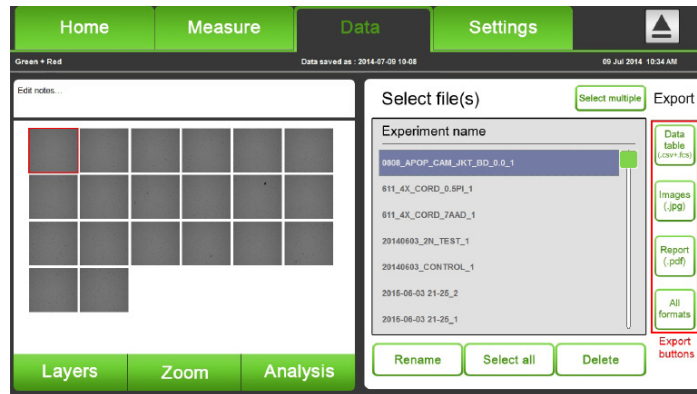 Home Measure Data Settings
Green + Red Data saved as : 2014-07-09 10-08 09 Jul 2014 10:34 AM
Edit notes...
Select file(s) Select multiple Export
Experiment name
0808_APOP_CAM_JKT_BD_0.0_1
611_4X_CORD_0.5PI_1
611_4X_CORD_7AAD_1
20140603_2N_TEST_1
20140603_CONTROL_1
2015-06-03 21-25_2
2015-06-03 21-25_1
Data
table
(.csv+.fcs)
Images
(.jpg)
Report
(.pdf)
All
formats
Export
buttons
Rename Select all Delete
Layers Zoom Analysis